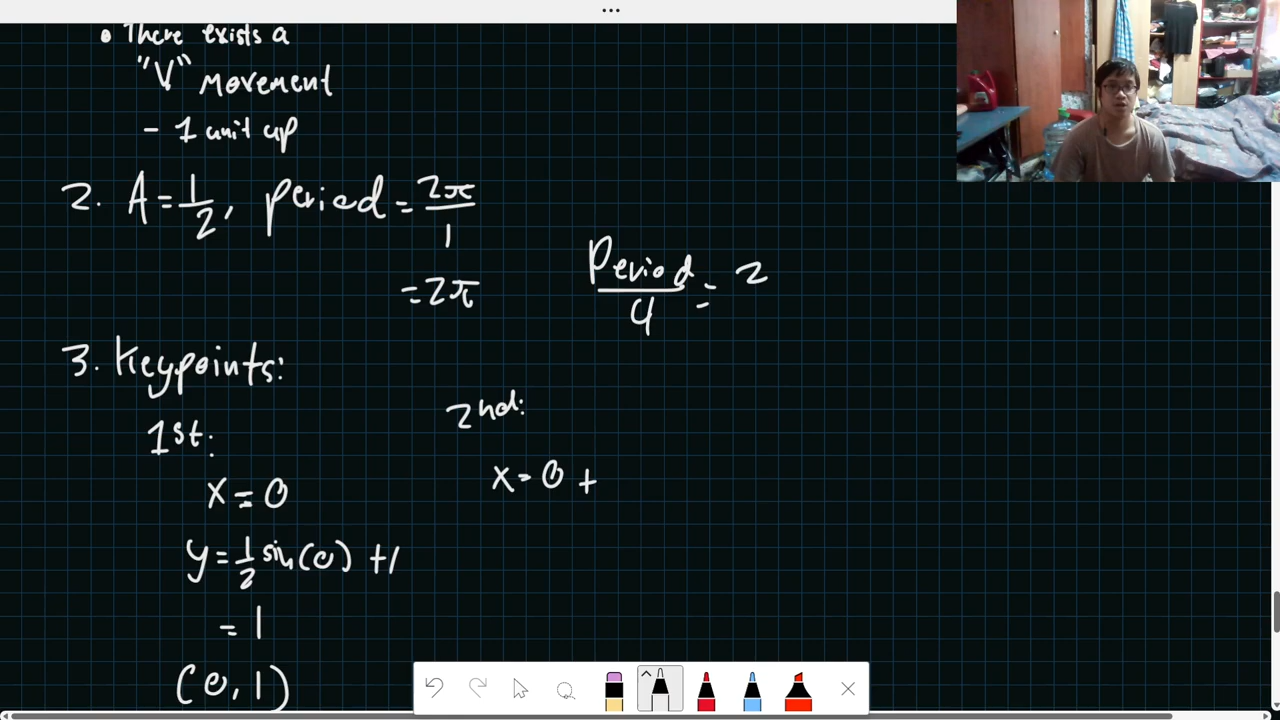 • There exists a
"V" movement
- 1 unit up
2. A = 1/2, period = 2π/1
= 2π
Period/4 = 2
3. Keypoints:
1st:
x = 0
y = 1/2 sin(0) + 1
= 1
(0, 1)
2nd:
x = 0 +